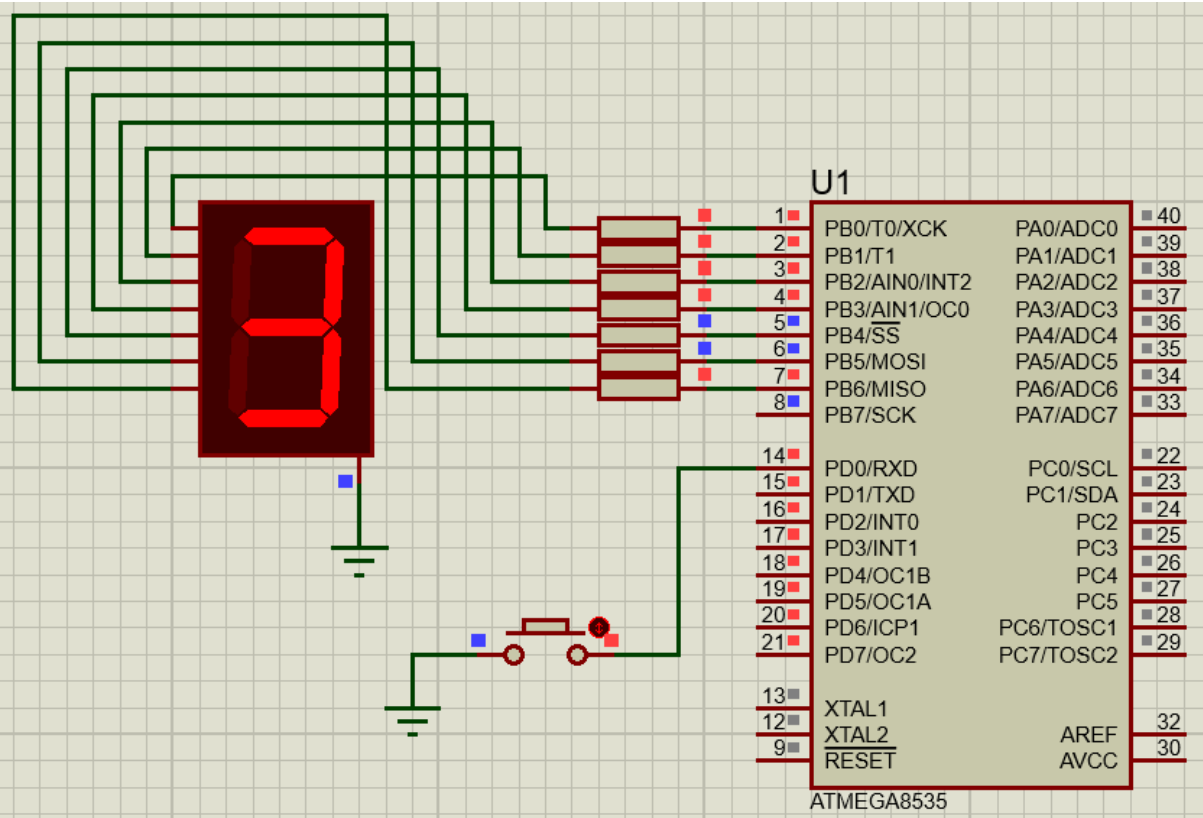 U1
1 PB0/T0/XCK PA0/ADC0 40
2 PB1/T1 PA1/ADC1 39
3 PB2/AIN0/INT2 PA2/ADC2 38
4 PB3/AIN1/OC0 PA3/ADC3 37
5 PB4/SS PA4/ADC4 36
6 PB5/MOSI PA5/ADC5 35
7 PB6/MISO PA6/ADC6 34
8 PB7/SCK PA7/ADC7 33
14 PD0/RXD PC0/SCL 22
15 PD1/TXD PC1/SDA 23
16 PD2/INT0 PC2 24
17 PD3/INT1 PC3 25
18 PD4/OC1B PC4 26
19 PD5/OC1A PC5 27
20 PD6/ICP1 PC6/TOSC1 28
21 PD7/OC2 PC7/TOSC2 29
13 XTAL1
12 XTAL2 AREF 32
9 RESET AVCC 30
ATMEGA8535
3